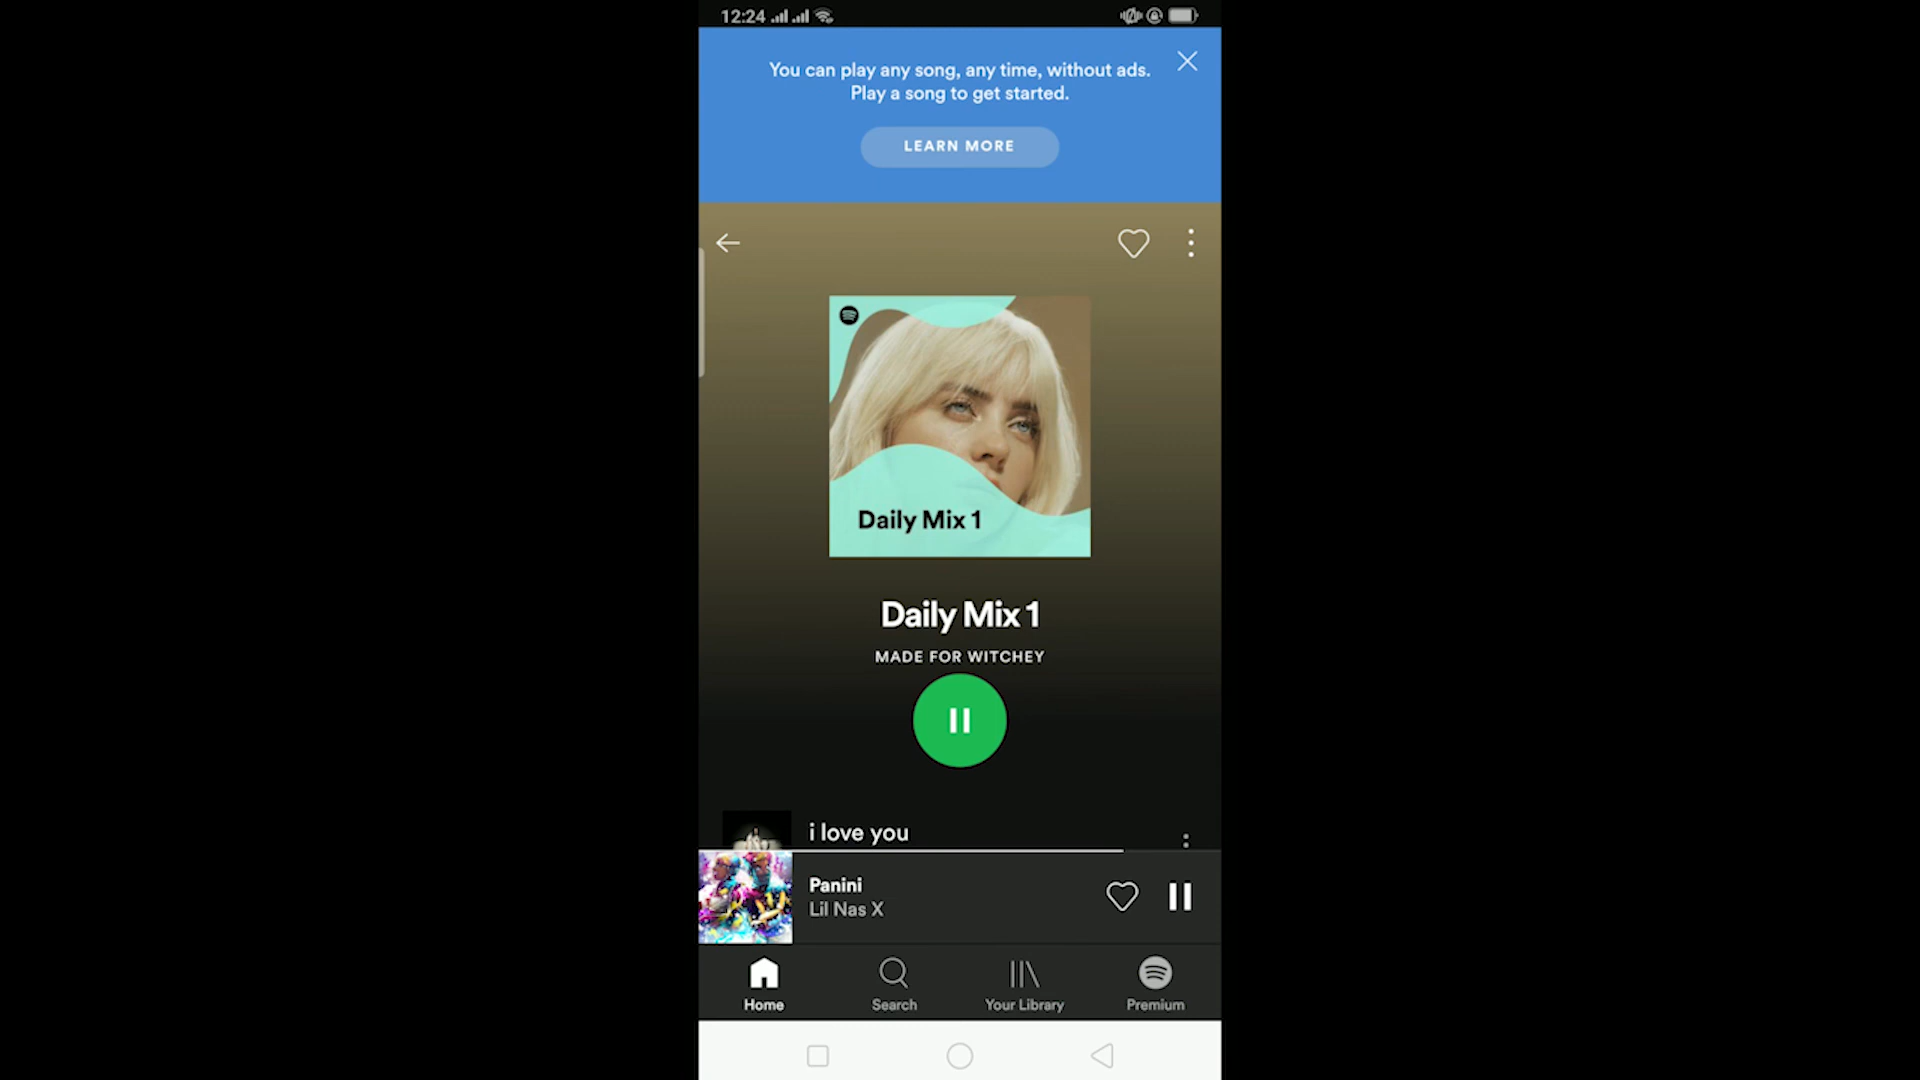 12:24
You can play any song, any time, without ads.
Play a song to get started.
LEARN MORE
Daily Mix 1
Daily Mix 1
MADE FOR WITCHEY
i love you
Panini
Lil Nas X
Home
Search
Your Library
Premium